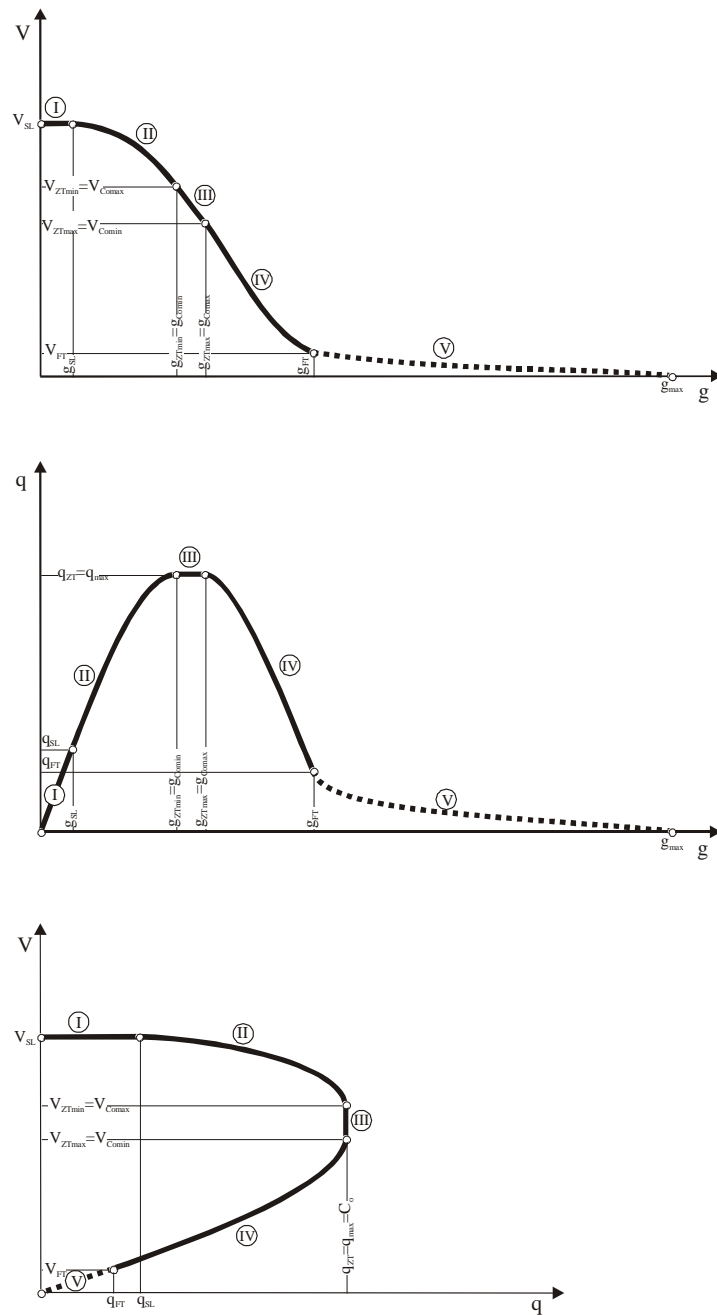 V
I
V_SL
II
V_ZTmin=V_Comax
III
V_ZTmax=V_Comin
IV
V_FT
V
g_SL
g_ZTmin=g_Comin
g_ZTmax=g_Comax
g_FT
g_max
g
q
III
q_ZT=q_max
IV
II
q_SL
q_FT
I
V
g_SL
g_ZTmin=g_Comin
g_ZTmax=g_Comax
g_FT
g_max
g
V
I
II
V_SL
V_ZTmin=V_Comax
III
V_ZTmax=V_Comin
IV
q_ZT=q_max=C_o
V_FT
V
q_FT
q_SL
q